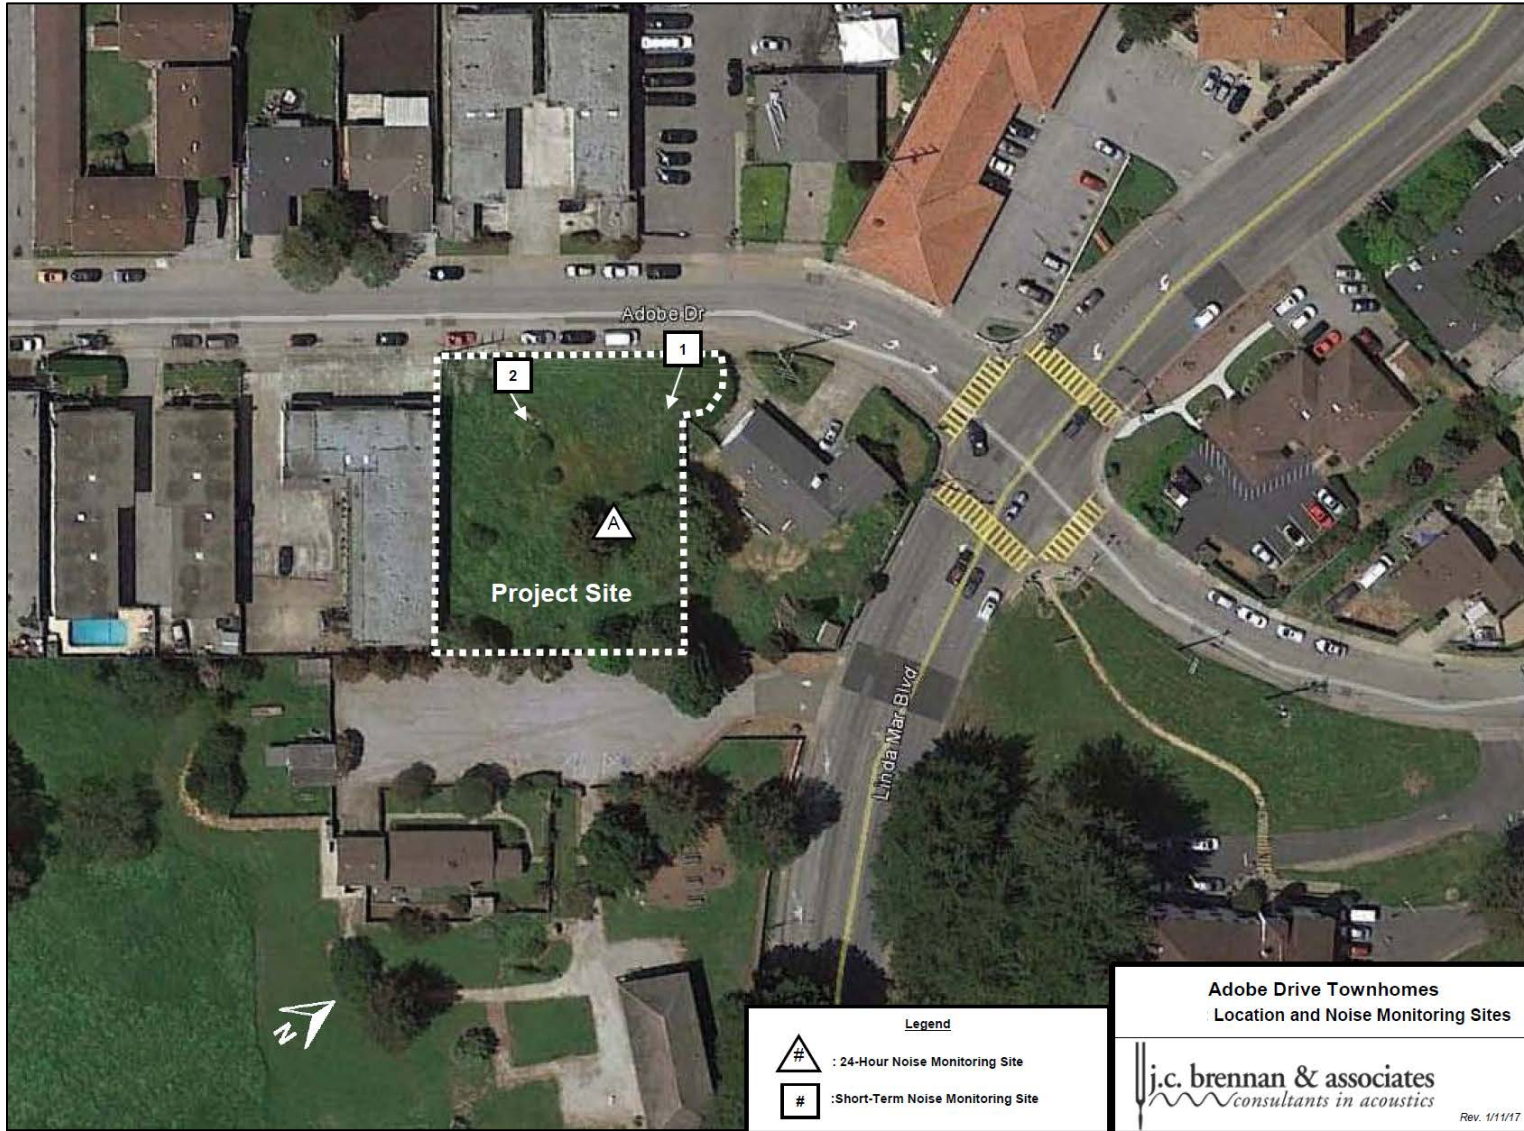 Adobe Dr
1
2
A
Project Site
Linda Mar Blvd
N
Legend
# : 24-Hour Noise Monitoring Site
# :Short-Term Noise Monitoring Site
Adobe Drive Townhomes
: Location and Noise Monitoring Sites
j.c. brennan & associates
consultants in acoustics
Rev. 1/11/17